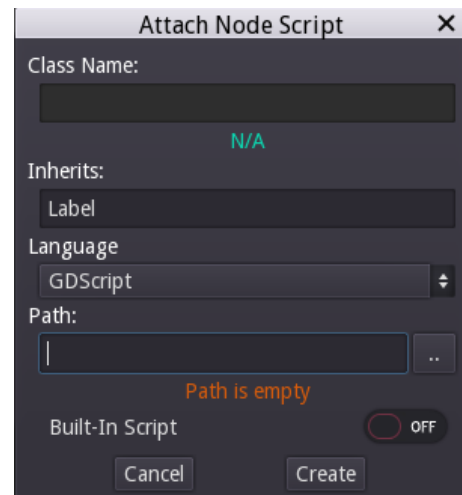 Attach Node Script
Class Name:
N/A
Inherits:
Label
Language
GDScript
Path:
..
Path is empty
Built-In Script OFF
Cancel Create